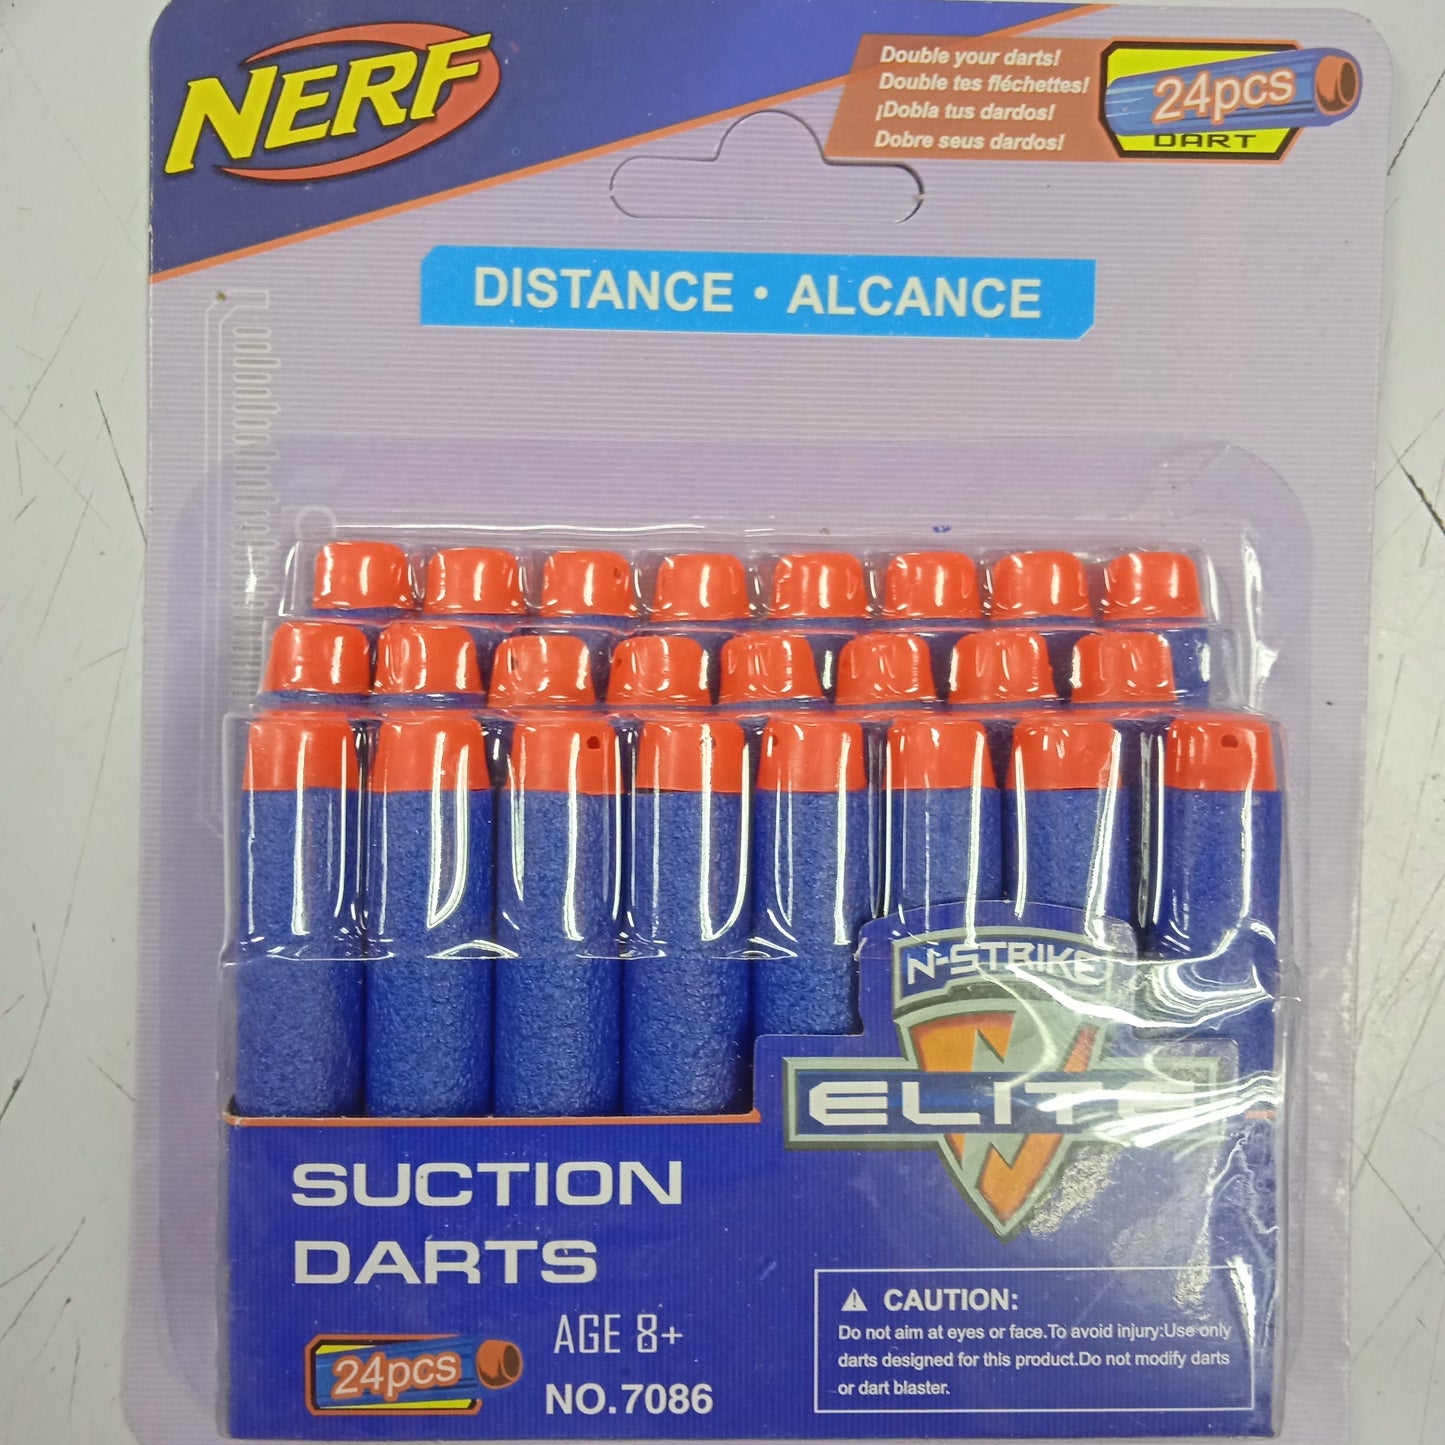 NERF
Double your darts!
Double tes fléchettes!
¡Dobla tus dardos!
Dobre seus dardos!
24pcs
DART
DISTANCE · ALCANCE
N-STRIKE
ELITE
SUCTION
DARTS
AGE 8+
24pcs
NO.7086
CAUTION:
Do not aim at eyes or face.To avoid injury:Use only
darts designed for this product.Do not modify darts
or dart blaster.